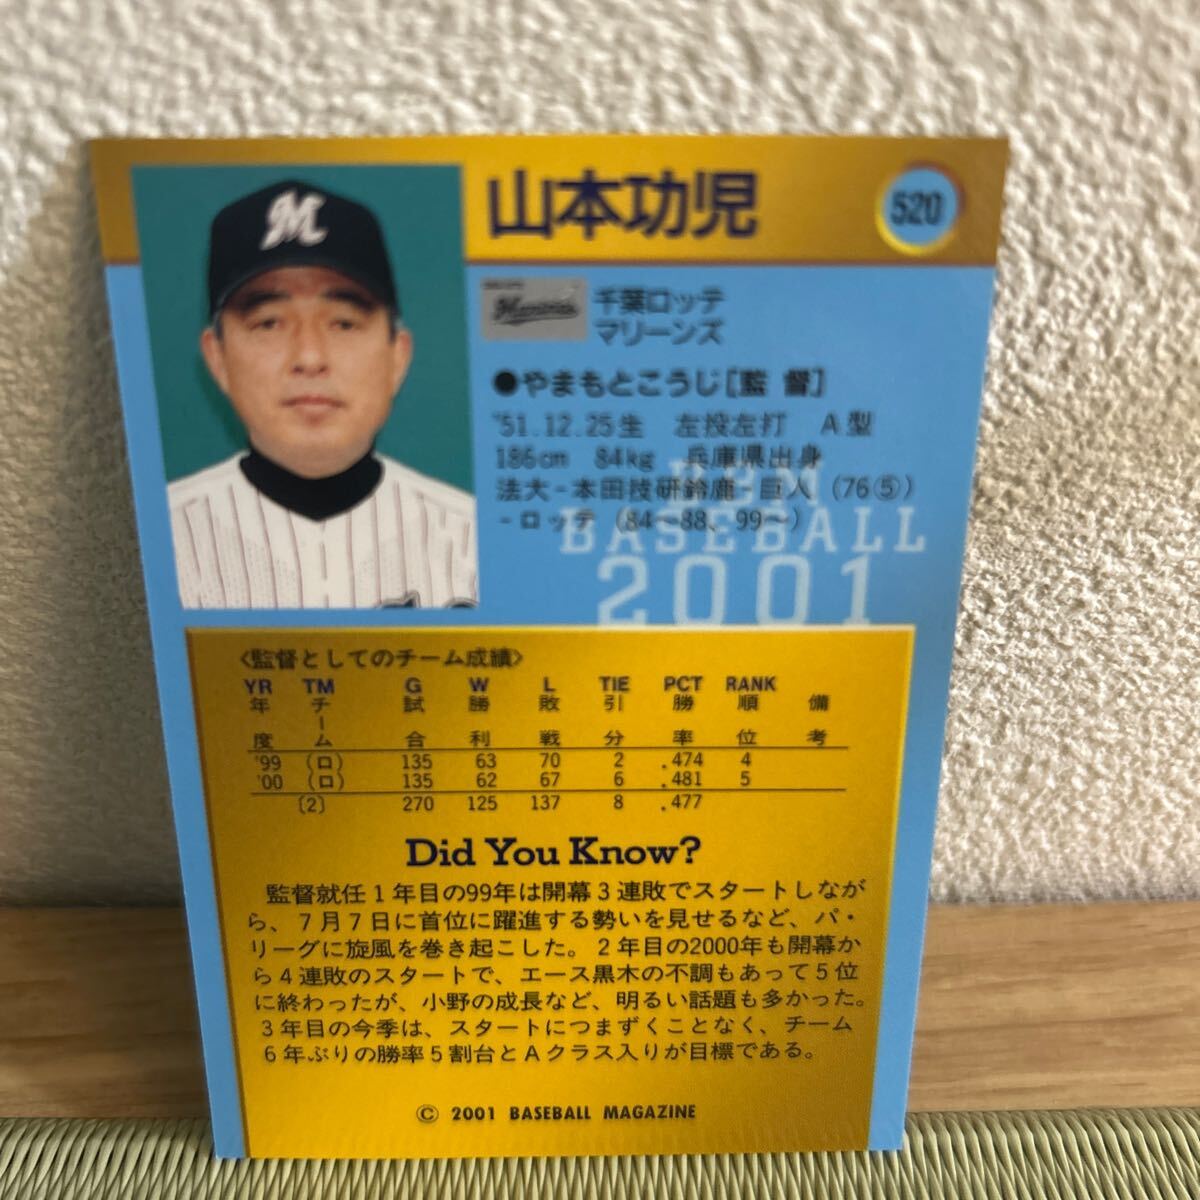 山本功児
520
M
Marines
千葉ロッテ
マリーンズ
●やまもとこうじ[監 督]
'51.12.25生 左投左打 A型
186cm 84kg 兵庫県出身
法大-本田技研鈴鹿-巨人(76⑤)
-ロッテ(84〜88、99〜)
BBM
BASEBALL
2001
〈監督としてのチーム成績〉
YR TM G W L TIE PCT RANK
年度 チーム 試合 勝利 敗戦 引分 勝率 順位 備考
'99 (ロ) 135 63 70 2 .474 4
'00 (ロ) 135 62 67 6 .481 5
〔2〕 270 125 137 8 .477
Did You Know?
監督就任1年目の99年は開幕3連敗でスタートしなが
ら、7月7日に首位に躍進する勢いを見せるなど、パ・
リーグに旋風を巻き起こした。2年目の2000年も開幕か
ら4連敗のスタートで、エース黒木の不調もあって5位
に終わったが、小野の成長など、明るい話題も多かった。
3年目の今季は、スタートにつまずくことなく、チーム
6年ぶりの勝率5割台とAクラス入りが目標である。
© 2001 BASEBALL MAGAZINE